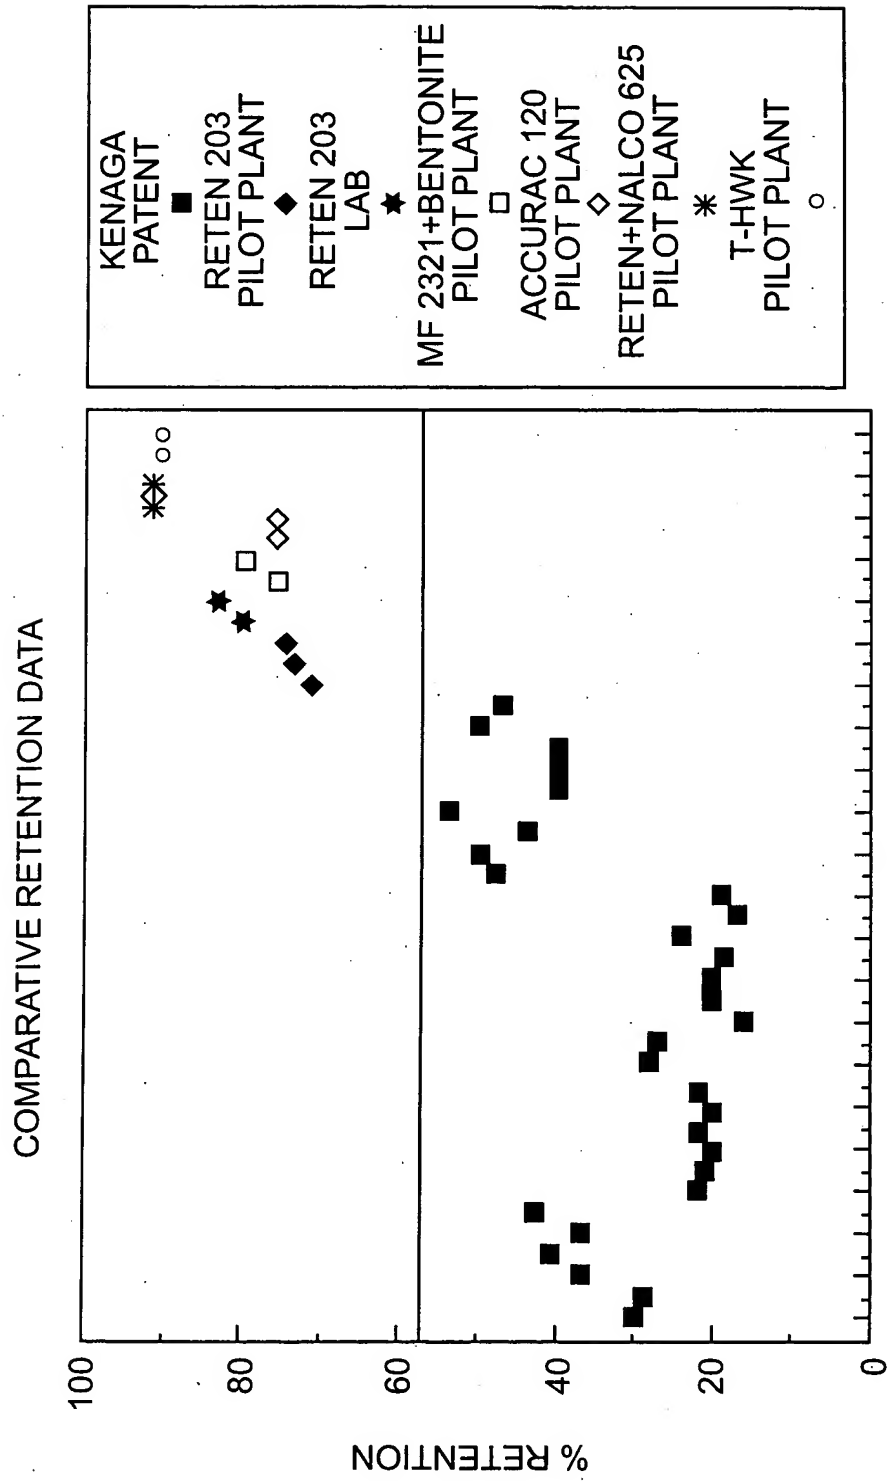 COMPARATIVE RETENTION DATA
% RETENTION
100
80
60
40
20
0
KENAGA
PATENT
RETEN 203
PILOT PLANT
RETEN 203
LAB
MF 2321+BENTONITE
PILOT PLANT
ACCURAC 120
PILOT PLANT
RETEN+NALCO 625
PILOT PLANT
T-HWK
PILOT PLANT